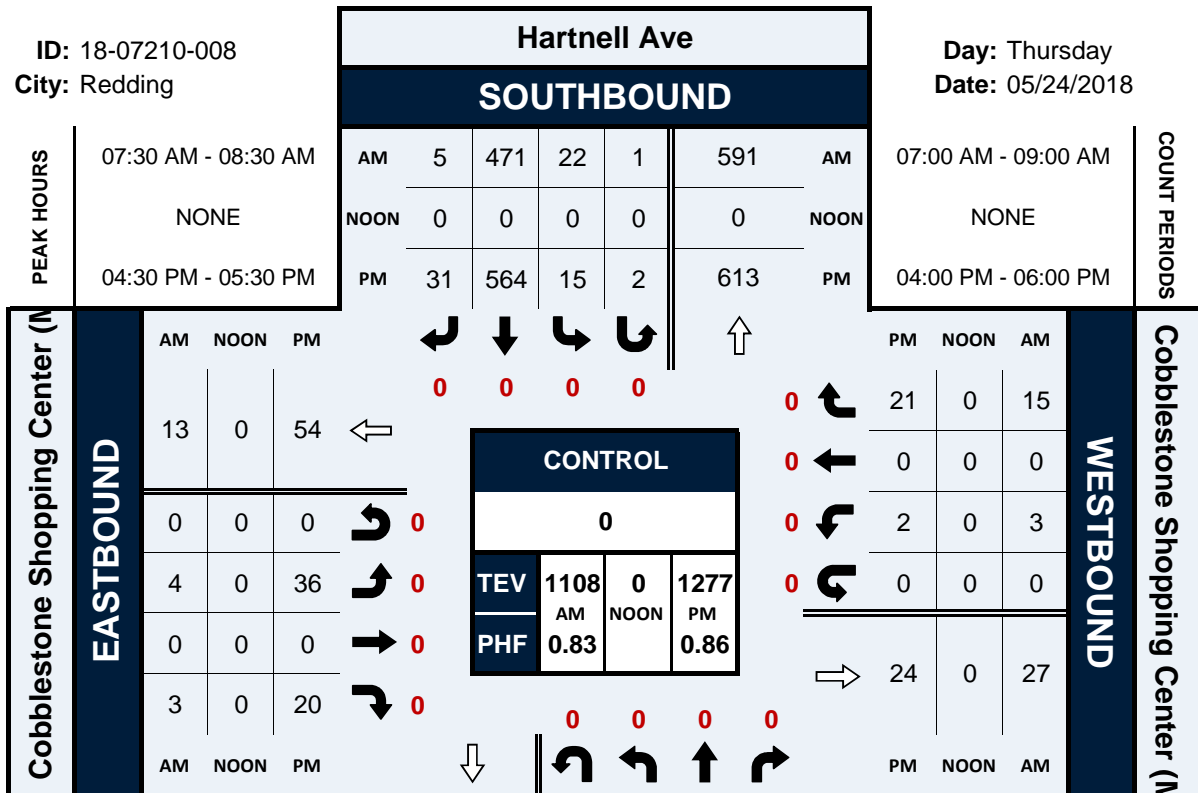 ID: 18-07210-008
City: Redding
Hartnell Ave
SOUTHBOUND
Day: Thursday
Date: 05/24/2018
PEAK HOURS
07:30 AM - 08:30 AM
NONE
04:30 PM - 05:30 PM
AM 5 471 22 1 591 AM
NOON 0 0 0 0 0 NOON
PM 31 564 15 2 613 PM
07:00 AM - 09:00 AM
NONE
04:00 PM - 06:00 PM
COUNT PERIODS
0 0 0 0
Cobblestone Shopping Center (
EASTBOUND
AM NOON PM
13 0 54
0 0 0 0
4 0 36 0
0 0 0 0
3 0 20 0
AM NOON PM
CONTROL
0
TEV 1108 0 1277
AM NOON PM
PHF 0.83 0.86
PM NOON AM
0 21 0 15
0 0 0 0
0 2 0 3
0 0 0 0
24 0 27
PM NOON AM
WESTBOUND
Cobblestone Shopping Center (
0 0 0 0